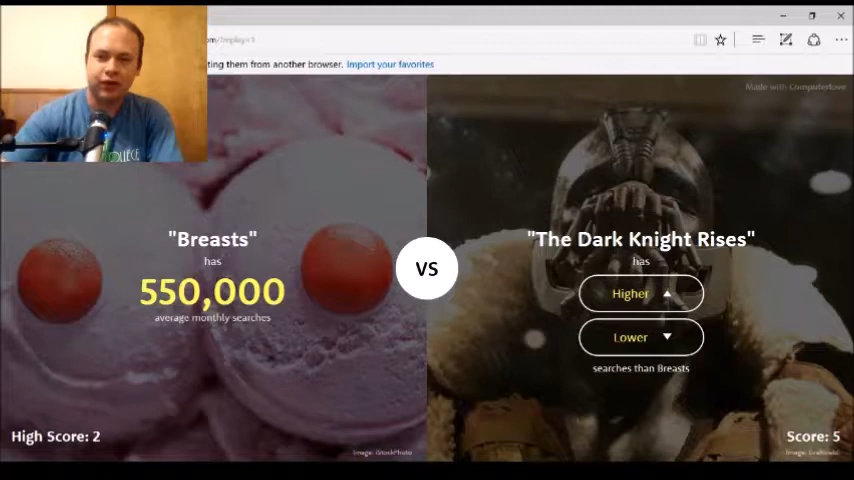 ting them from another browser. Import your favorites
Made with Computerlove
"Breasts"
has
550,000
average monthly searches
VS
"The Dark Knight Rises"
has
Higher
Lower
searches than Breasts
High Score: 2
Score: 5
Image: iStockPhoto
COLLEGE